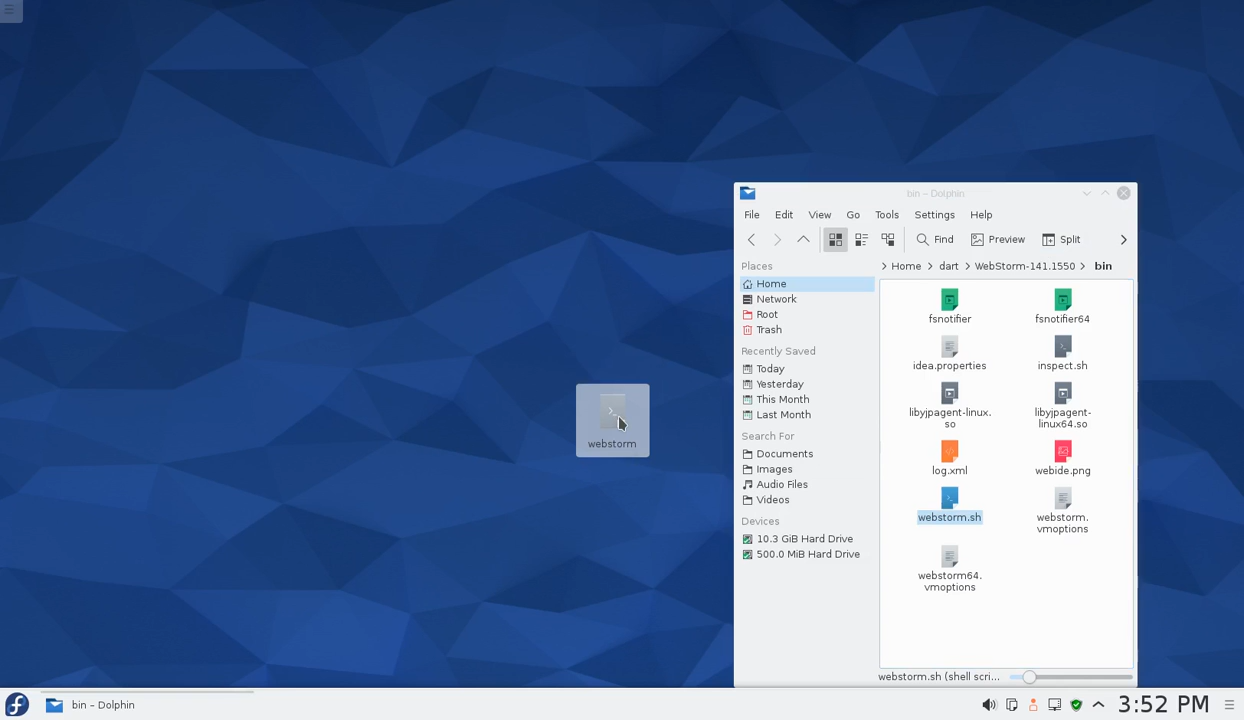 bin – Dolphin
File Edit View Go Tools Settings Help
Find Preview Split
Places
Home
Network
Root
Trash
Recently Saved
Today
Yesterday
This Month
Last Month
Search For
Documents
Images
Audio Files
Videos
Devices
10.3 GiB Hard Drive
500.0 MiB Hard Drive
Home dart WebStorm-141.1550 bin
fsnotifier fsnotifier64
idea.properties inspect.sh
libyjpagent-linux. libyjpagent-
so linux64.so
log.xml webide.png
webstorm.sh webstorm.
vmoptions
webstorm64.
vmoptions
webstorm.sh (shell scri...
webstorm
bin – Dolphin
3:52 PM